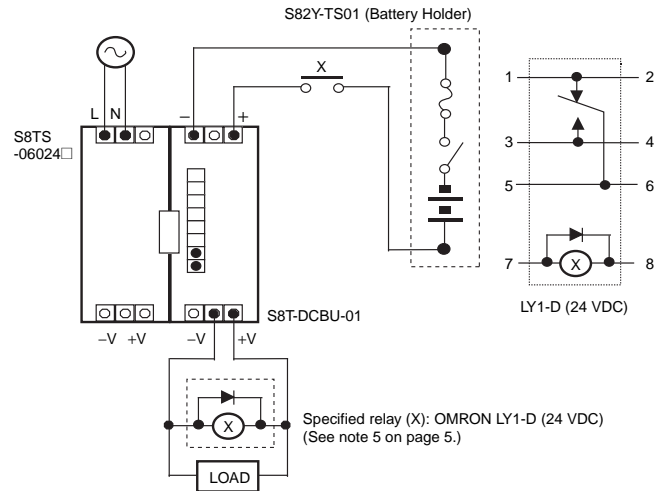 S82Y-TS01 (Battery Holder)
X
L N
– +
S8TS
-06024□
1 2
3 4
5 6
7 X 8
LY1-D (24 VDC)
S8T-DCBU-01
–V +V –V +V
X
Specified relay (X): OMRON LY1-D (24 VDC)
(See note 5 on page 5.)
LOAD